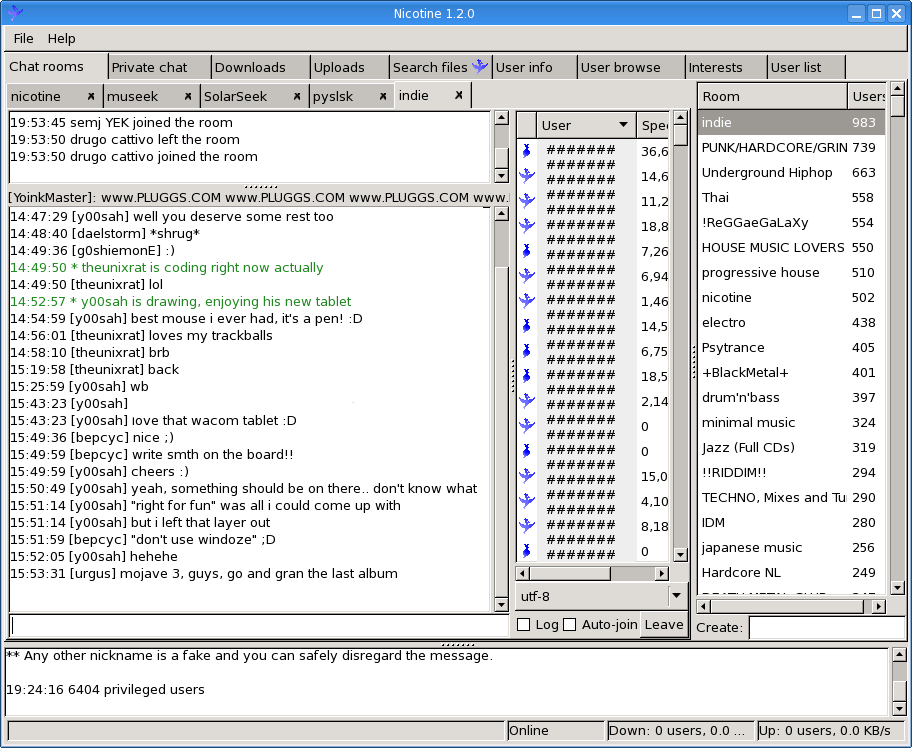 Nicotine 1.2.0
File Help
Chat rooms Private chat Downloads Uploads Search files User info User browse Interests User list
nicotine museek SolarSeek pyslsk indie
19:53:45 semj YEK joined the room
19:53:50 drugo cattivo left the room
19:53:50 drugo cattivo joined the room
[YoinkMaster]: www.PLUGGS.COM www.PLUGGS.COM www.PLUGGS.COM www.
14:47:29 [y00sah] well you deserve some rest too
14:48:40 [daelstorm] *shrug*
14:49:36 [g0shiemonE] :)
14:49:50 * theunixrat is coding right now actually
14:49:50 [theunixrat] lol
14:52:57 * y00sah is drawing, enjoying his new tablet
14:54:59 [y00sah] best mouse i ever had, it's a pen! :D
14:56:01 [theunixrat] loves my trackballs
14:58:10 [theunixrat] brb
15:19:58 [theunixrat] back
15:25:59 [y00sah] wb
15:43:23 [y00sah]
15:43:23 [y00sah] love that wacom tablet :D
15:49:36 [bepcyc] nice ;)
15:49:59 [bepcyc] write smth on the board!!
15:49:59 [y00sah] cheers :)
15:50:49 [y00sah] yeah, something should be on there.. don't know what
15:51:14 [y00sah] "right for fun" was all i could come up with
15:51:14 [y00sah] but i left that layer out
15:51:59 [bepcyc] "don't use windoze" ;D
15:52:05 [y00sah] hehehe
15:53:31 [urgus] mojave 3, guys, go and gran the last album
User Spee
####### 36,6
#######
####### 14,6
#######
####### 11,2
#######
####### 18,8
#######
####### 7,26
#######
####### 6,94
#######
####### 1,46
#######
####### 14,5
#######
####### 6,75
#######
####### 18,5
#######
####### 2,14
#######
####### 0
#######
####### 0
#######
####### 15,0
#######
####### 4,10
#######
####### 8,18
#######
####### 0
#######
utf-8
Log Auto-join Leave
Room Users
indie 983
PUNK/HARDCORE/GRIN 739
Underground Hiphop 663
Thai 558
!ReGGaeGaLaXy 554
HOUSE MUSIC LOVERS 550
progressive house 510
nicotine 502
electro 438
Psytrance 405
+BlackMetal+ 401
drum'n'bass 397
minimal music 324
Jazz (Full CDs) 319
!!RIDDIM!! 294
TECHNO, Mixes and Tu 290
IDM 280
japanese music 256
Hardcore NL 249
Create:
** Any other nickname is a fake and you can safely disregard the message.
19:24:16 6404 privileged users
Online Down: 0 users, 0.0 ... Up: 0 users, 0.0 KB/s